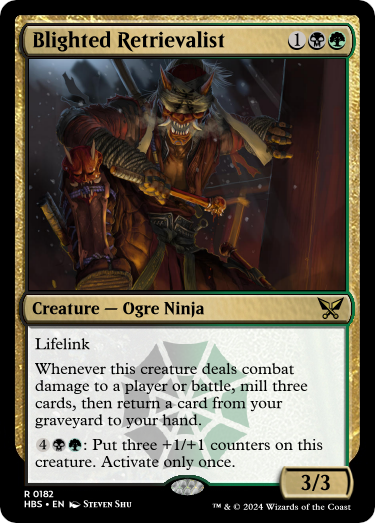 Blighted Retrievalist 1
Creature — Ogre Ninja
Lifelink
Whenever this creature deals combat
damage to a player or battle, mill three
cards, then return a card from your
graveyard to your hand.
4: Put three +1/+1 counters on this
creature. Activate only once.
3/3
R 0182
HBS • EN Steven Shu
™ & © 2024 Wizards of the Coast